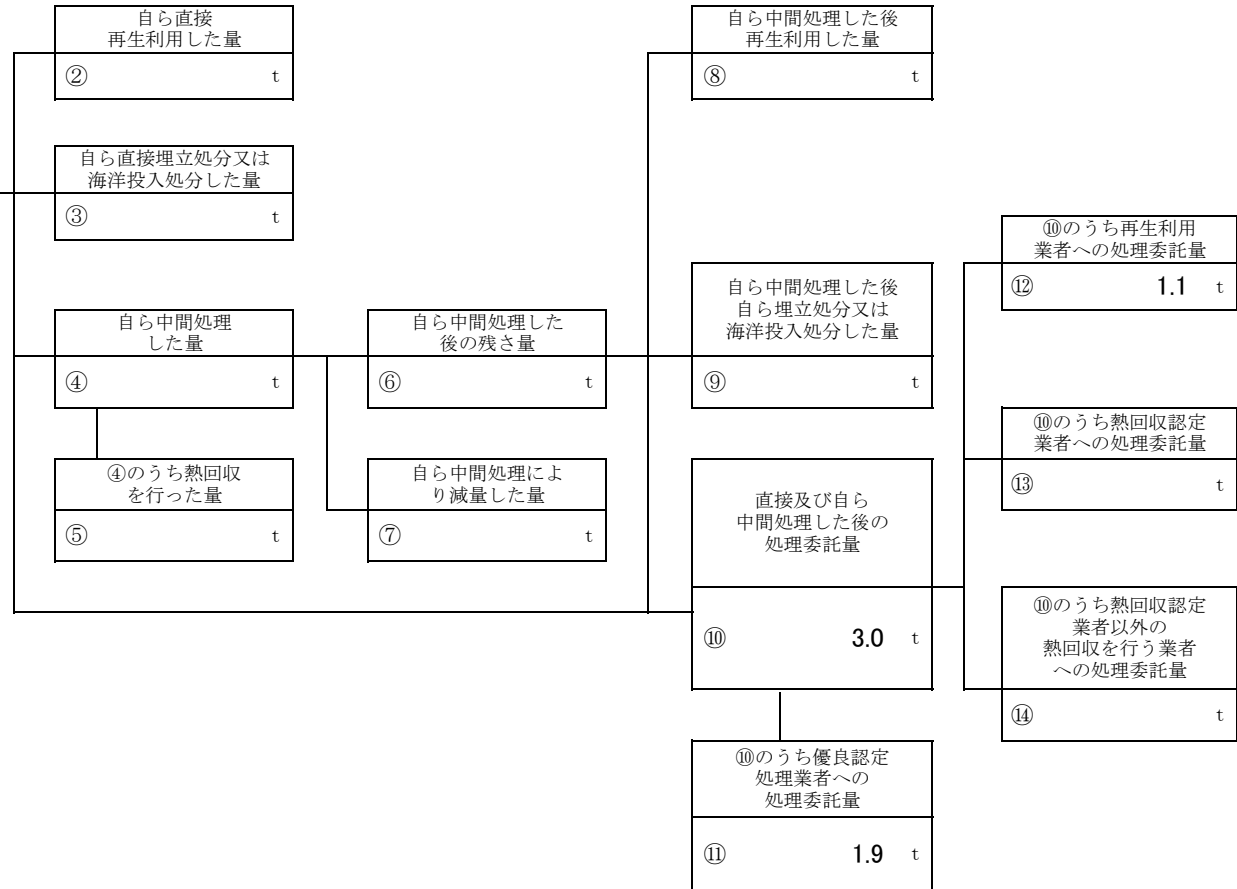 自ら直接
再生利用した量
② t
自ら直接埋立処分又は
海洋投入処分した量
③ t
自ら中間処理
した量
④ t
④のうち熱回収
を行った量
⑤ t
自ら中間処理した
後の残さ量
⑥ t
自ら中間処理によ
り減量した量
⑦ t
自ら中間処理した後
再生利用した量
⑧ t
自ら中間処理した後
自ら埋立処分又は
海洋投入処分した量
⑨ t
直接及び自ら
中間処理した後の
処理委託量
⑩ 3.0 t
⑩のうち優良認定
処理業者への
処理委託量
⑪ 1.9 t
⑩のうち再生利用
業者への処理委託量
⑫ 1.1 t
⑩のうち熱回収認定
業者への処理委託量
⑬ t
⑩のうち熱回収認定
業者以外の
熱回収を行う業者
への処理委託量
⑭ t